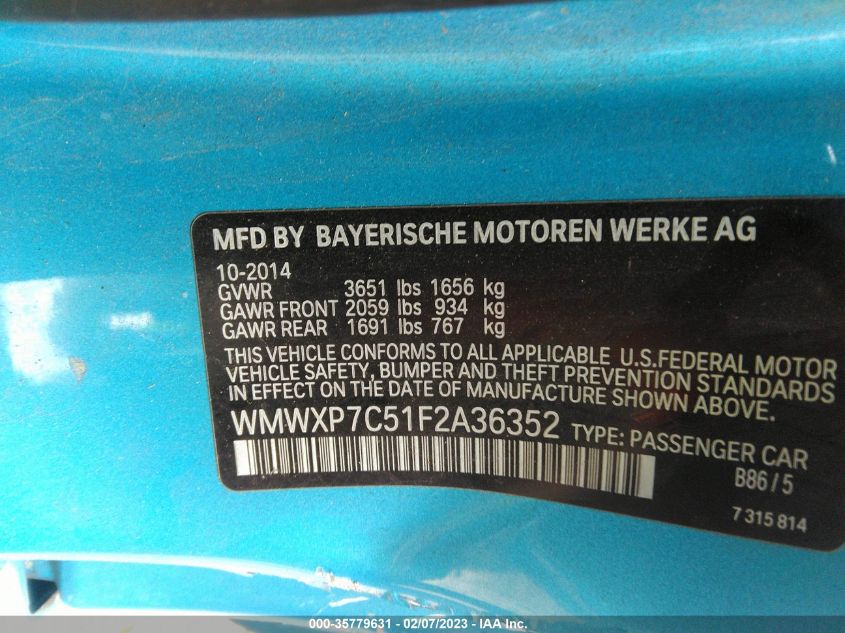 MFD BY BAYERISCHE MOTOREN WERKE AG
10-2014
GVWR 3651 lbs 1656 kg
GAWR FRONT 2059 lbs 934 kg
GAWR REAR 1691 lbs 767 kg
THIS VEHICLE CONFORMS TO ALL APPLICABLE U.S.FEDERAL MOTOR
VEHICLE SAFETY, BUMPER AND THEFT PREVENTION STANDARDS
IN EFFECT ON THE DATE OF MANUFACTURE SHOWN ABOVE.
WMWXP7C51F2A36352 TYPE: PASSENGER CAR
B86/5
7 315 814
000-35779631 - 02/07/2023 - www.iaai.com